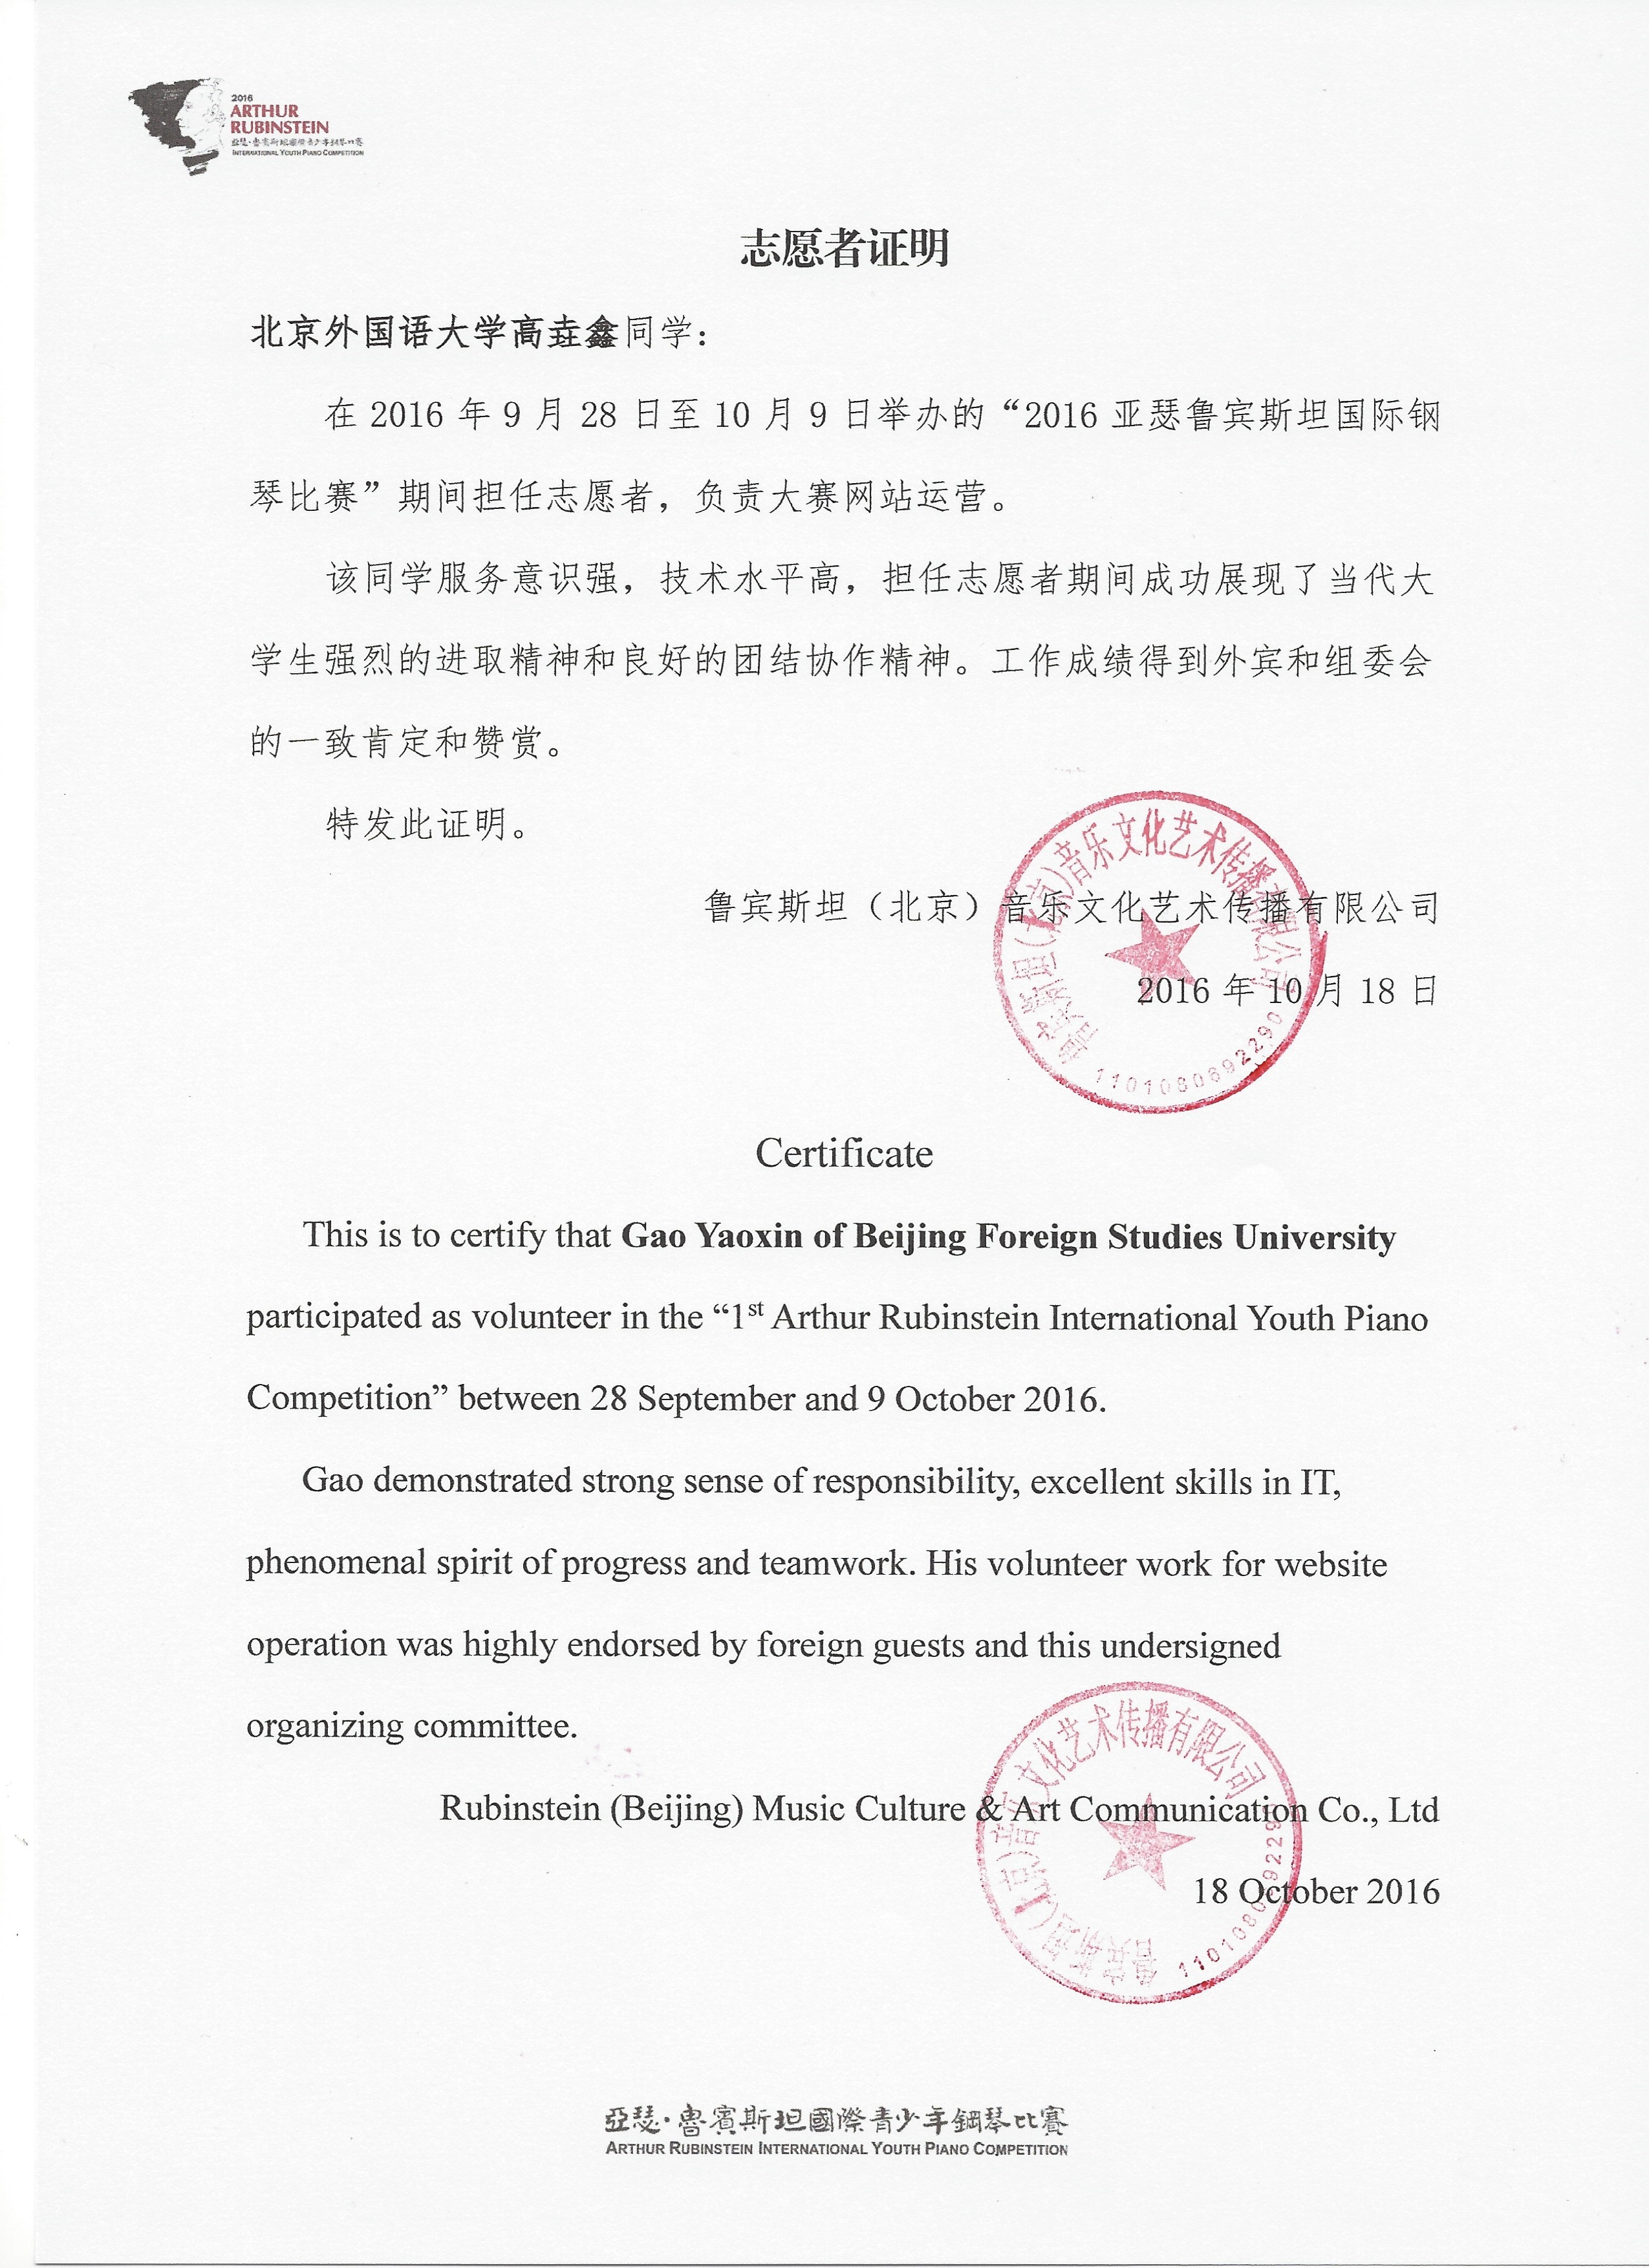 2016
ARTHUR
RUBINSTEIN
亞瑟·魯賓斯坦國際青少年鋼琴比賽
INTERNATIONAL YOUTH PIANO COMPETITION
志愿者证明
北京外国语大学高垚鑫同学：
在 2016 年 9 月 28 日至 10 月 9 日举办的“2016 亚瑟鲁宾斯坦国际钢
琴比赛”期间担任志愿者，负责大赛网站运营。
该同学服务意识强，技术水平高，担任志愿者期间成功展现了当代大
学生强烈的进取精神和良好的团结协作精神。工作成绩得到外宾和组委会
的一致肯定和赞赏。
特发此证明。
鲁宾斯坦（北京）音乐文化艺术传播有限公司
2016 年 10 月 18 日
鲁宾斯坦(北京)音乐文化艺术传播有限公司
Certificate
This is to certify that Gao Yaoxin of Beijing Foreign Studies University
participated as volunteer in the “1st Arthur Rubinstein International Youth Piano
Competition” between 28 September and 9 October 2016.
Gao demonstrated strong sense of responsibility, excellent skills in IT,
phenomenal spirit of progress and teamwork. His volunteer work for website
operation was highly endorsed by foreign guests and this undersigned
organizing committee.
Rubinstein (Beijing) Music Culture & Art Communication Co., Ltd
18 October 2016
鲁宾斯坦(北京)音乐文化艺术传播有限公司
亞瑟·魯賓斯坦國際青少年鋼琴比賽
ARTHUR RUBINSTEIN INTERNATIONAL YOUTH PIANO COMPETITION